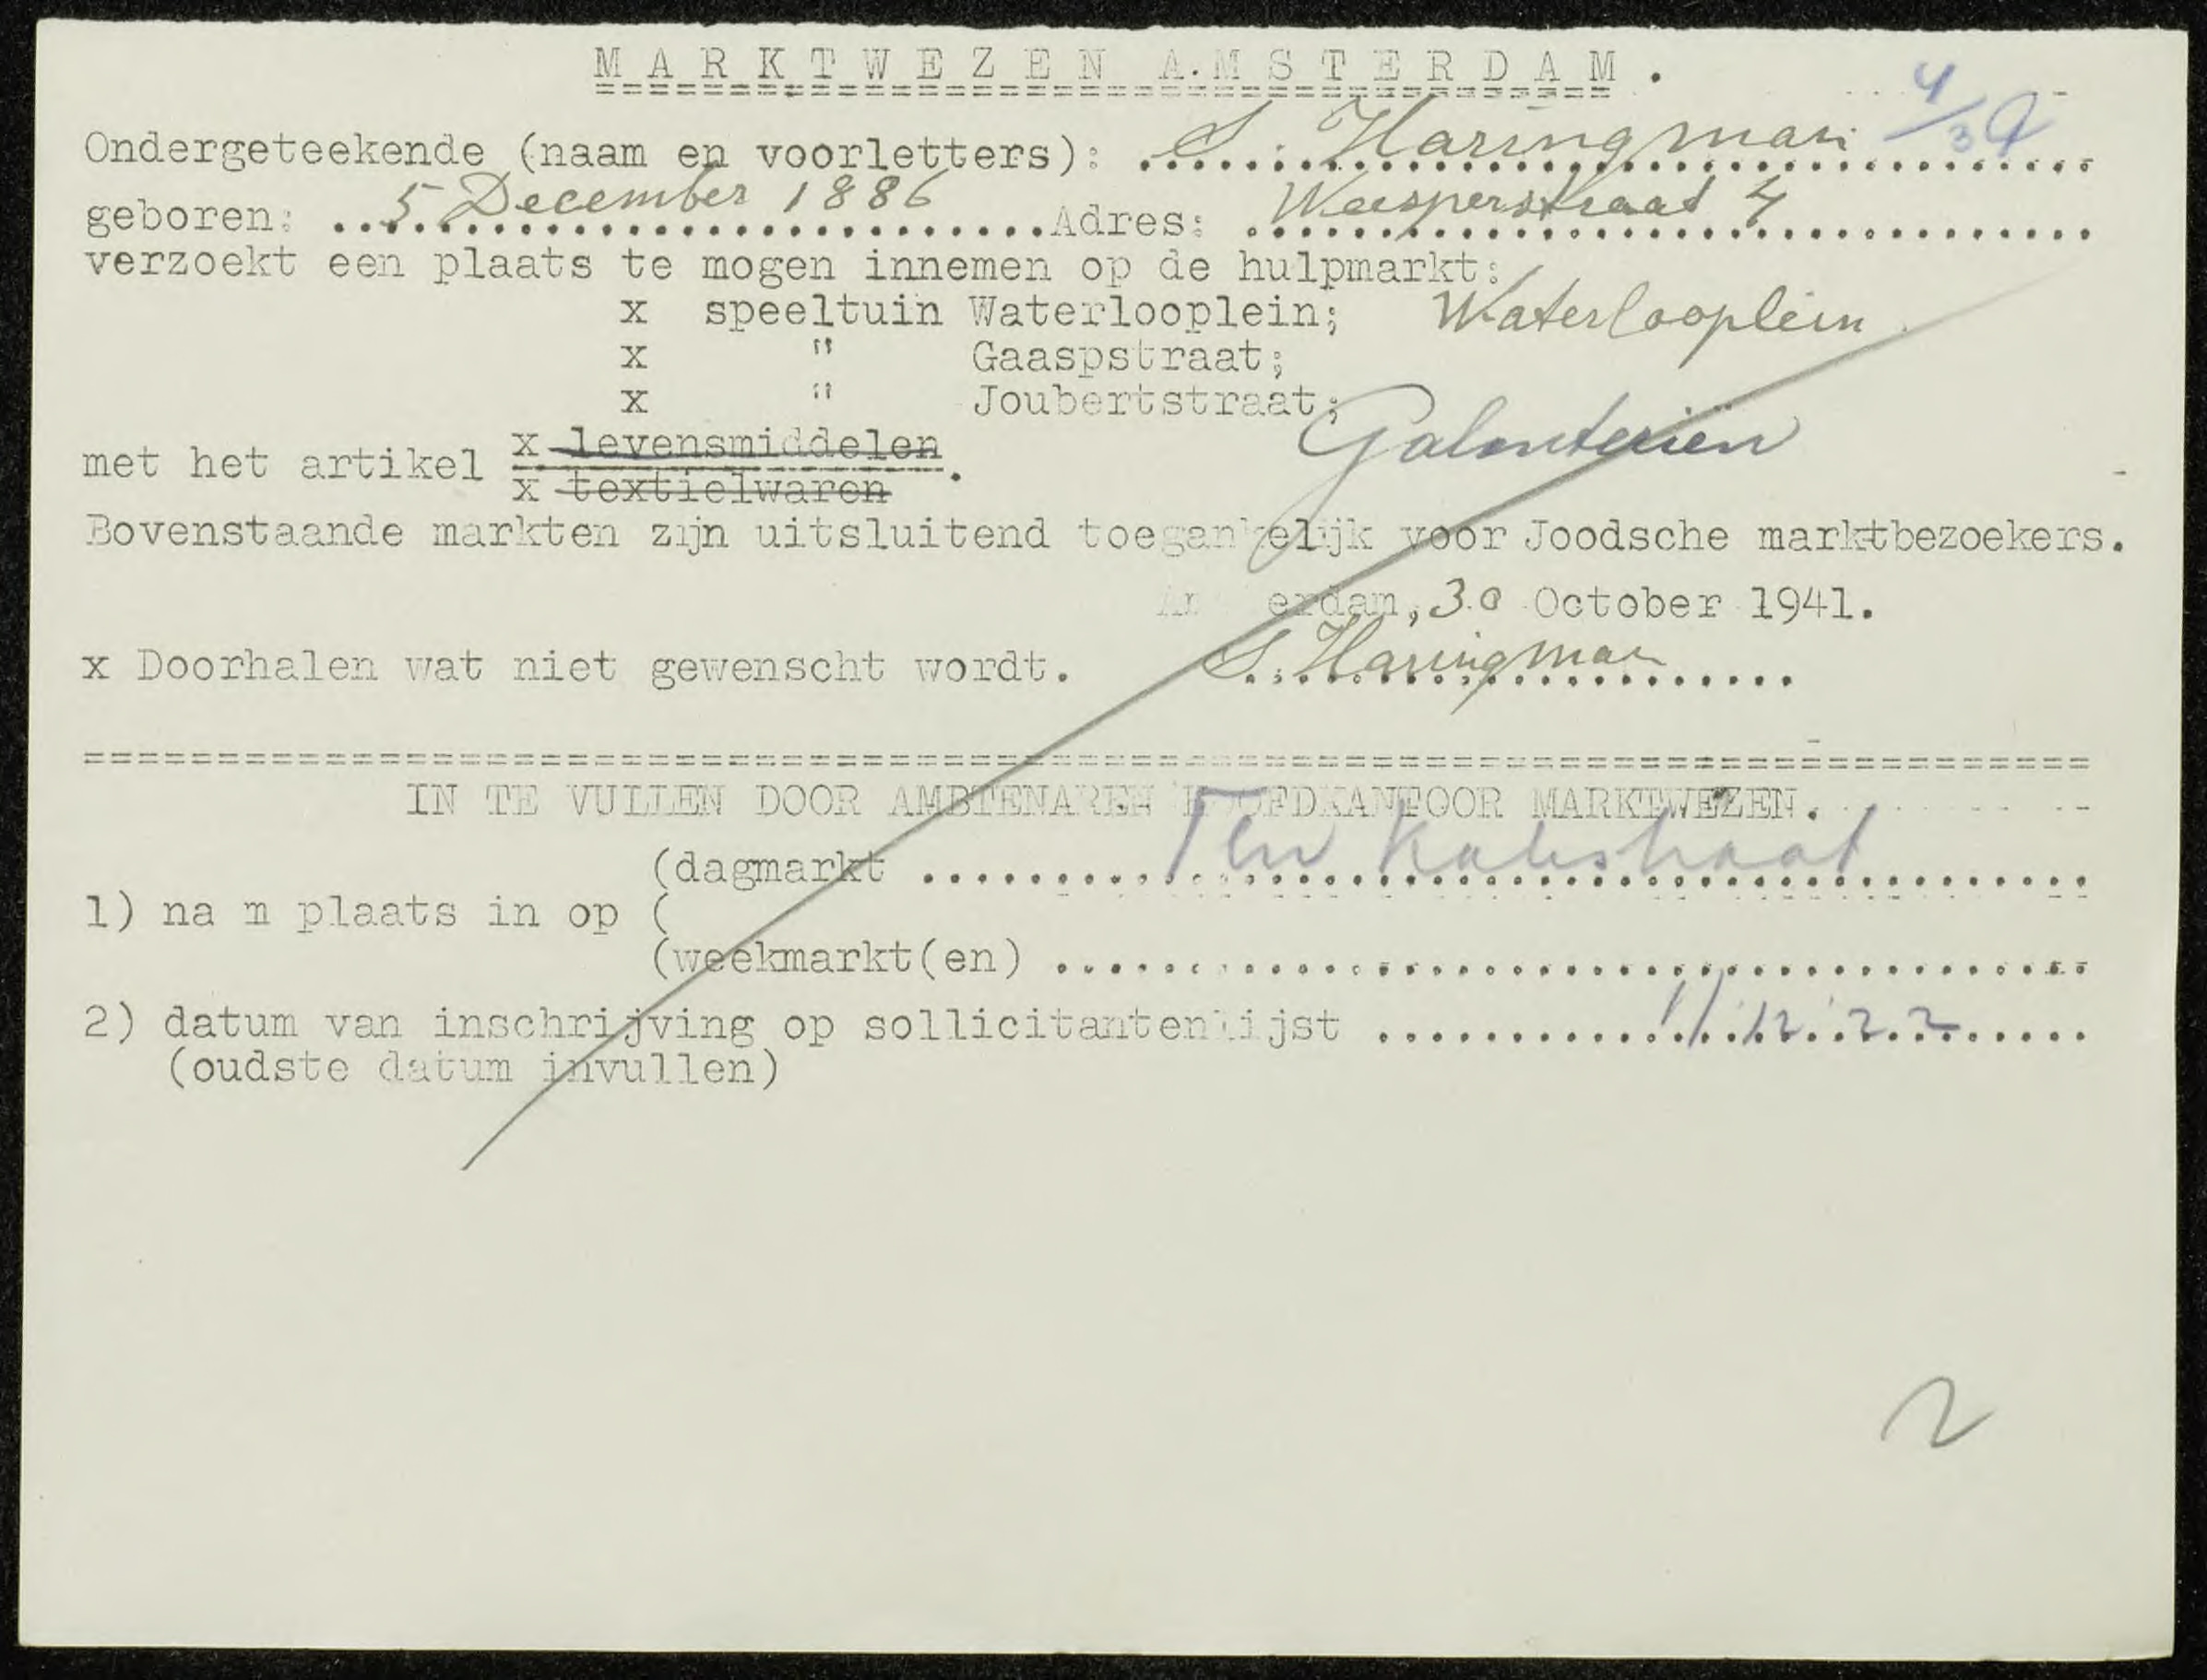 MARKTWEZEN AMSTERDAM.
4/39
Ondergeteekende (naam en voorletters): S. Haringman
geboren: 5 December 1886 Adres: Weesperstraat 4
verzoekt een plaats te mogen innemen op de hulpmarkt:
x speeltuin Waterlooplein; Waterlooplein
x " Gaaspstraat;
x " Joubertstraat;
Galanteriën
met het artikel x levensmiddelen
x textielwaren.
Bovenstaande markten zijn uitsluitend toegankelijk voor Joodsche marktbezoekers.
Amsterdam, 30 October 1941.
x Doorhalen wat niet gewenscht wordt. S. Haringman
IN TE VULLEN DOOR AMBTENAREN HOOFDKANTOOR MARKTWEZEN.
(dagmarkt Ten Katestraat
1) na m plaats in op (
(weekmarkt(en)
2) datum van inschrijving op sollicitantenlijst 1/12 '22
(oudste datum invullen)
2